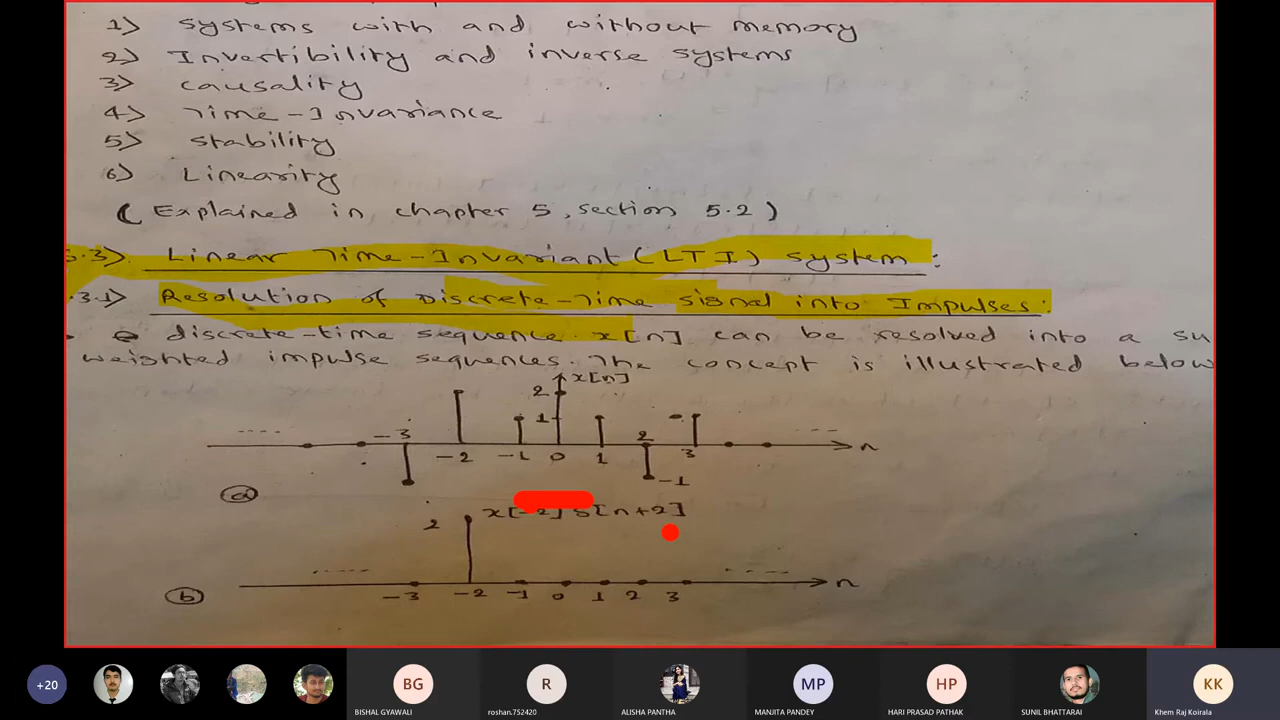 1) systems with and without memory
2) Invertibility and inverse systems
3) causality
4) Time-Invariance
5) stability
6) Linearity
(Explained in chapter 5, section 5.2)
.3) Linear Time-Invariant (LTI) system:
.3.1) Resolution of Discrete-Time signal into Impulses:
discrete-time sequence x[n] can be resolved into a su
weighted impulse sequences. The concept is illustrated below
x[n]
2
1
-3 2
-2 -1 0 1 3 n
-1
(a)
x[-2] δ[n+2]
2
(b) -3 -2 -1 0 1 2 3 n
+20 BG R MP HP KK
BISHAL GYAWALI roshan.752420 ALISHA PANTHA MANJITA PANDEY HARI PRASAD PATHAK SUNIL BHATTARAI Khem Raj Koirala